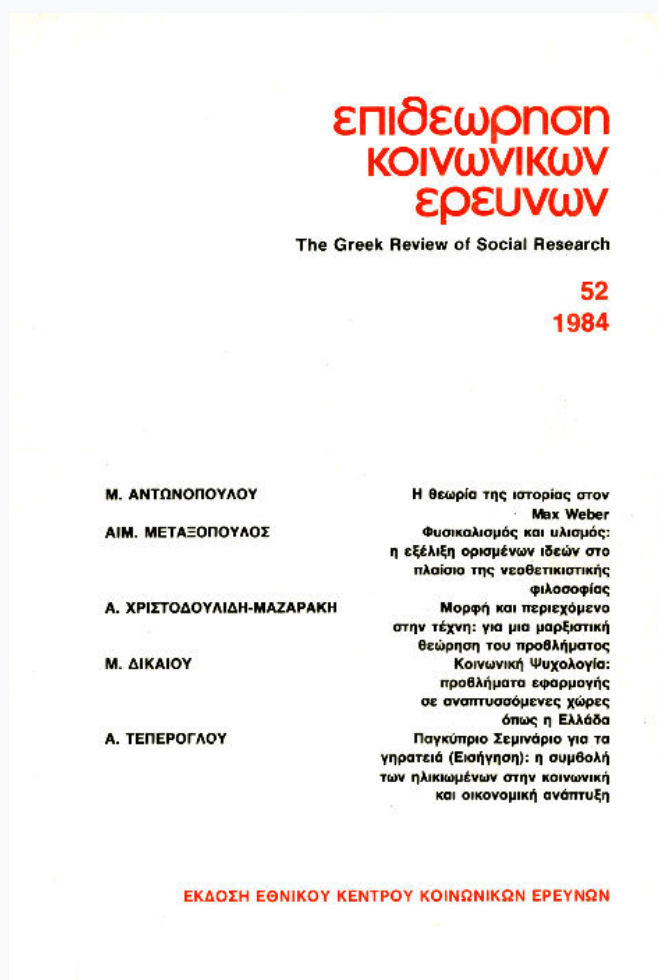 επιθεωρηση
κοινωνικων
ερευνων
The Greek Review of Social Research
52
1984
Μ. ΑΝΤΩΝΟΠΟΥΛΟΥ Η θεωρία της ιστορίας στον
Max Weber
ΑΙΜ. ΜΕΤΑΞΟΠΟΥΛΟΣ Φυσικαλισμός και υλισμός:
η εξέλιξη ορισμένων ιδεών στο
πλαίσιο της νεοθετικιστικής
φιλοσοφίας
Α. ΧΡΙΣΤΟΔΟΥΛΙΔΗ-ΜΑΖΑΡΑΚΗ Μορφή και περιεχόμενο
στην τέχνη: για μια μαρξιστική
θεώρηση του προβλήματος
Μ. ΔΙΚΑΙΟΥ Κοινωνική Ψυχολογία:
προβλήματα εφαρμογής
σε αναπτυσσόμενες χώρες
όπως η Ελλάδα
Α. ΤΕΠΕΡΟΓΛΟΥ Παγκύπριο Σεμινάριο για τα
γηρατειά (Εισήγηση): η συμβολή
των ηλικιωμένων στην κοινωνική
και οικονομική ανάπτυξη
ΕΚΔΟΣΗ ΕΘΝΙΚΟΥ ΚΕΝΤΡΟΥ ΚΟΙΝΩΝΙΚΩΝ ΕΡΕΥΝΩΝ